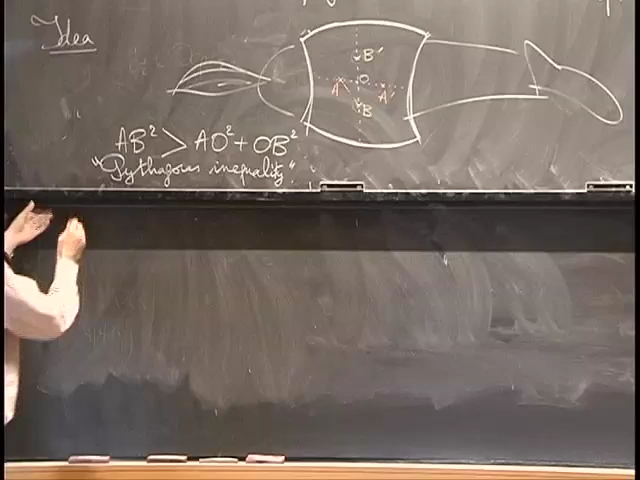 Idea
B'
O
A A'
B
AB² > AO² + OB²
"Pythagoras inequality"